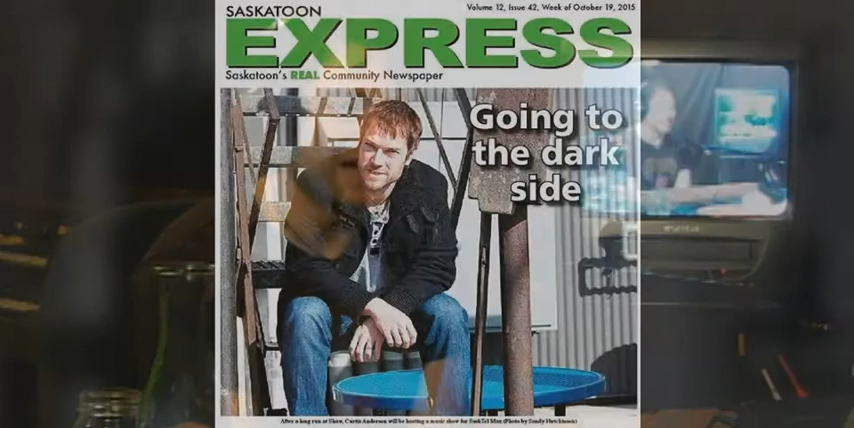 SASKATOON
Volume 12, Issue 42, Week of October 19, 2015
EXPRESS
Saskatoon's REAL Community Newspaper
Going to
the dark
side
After a long run at Shaw, Curtis Anderson will be hosting a music show for SaskTel Max (Photo by Sandy Hutchinson)